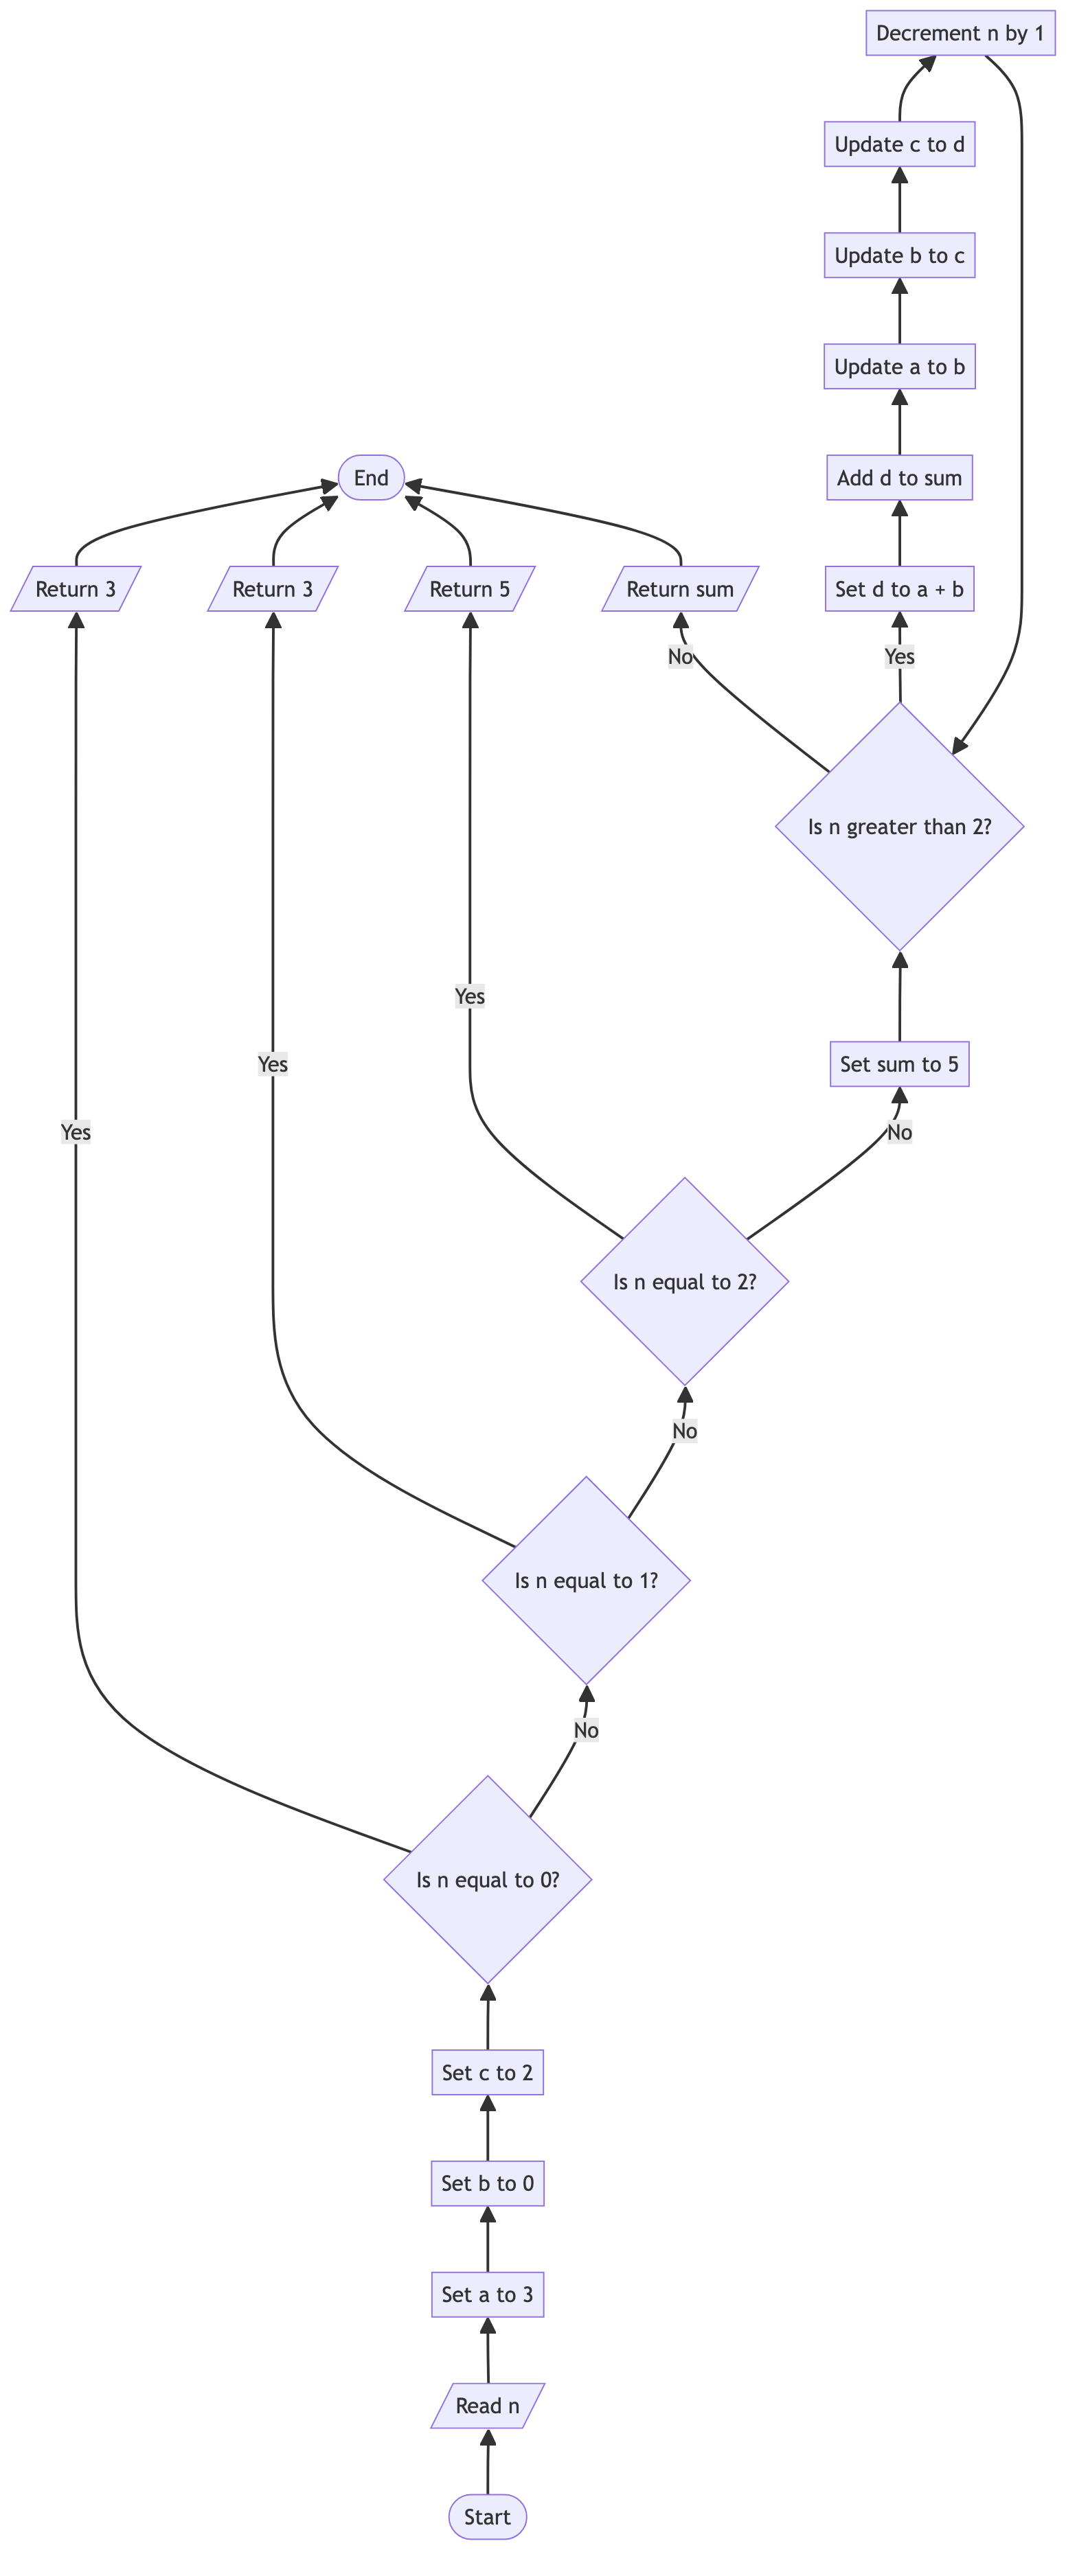 Decrement n by 1
Update c to d
Update b to c
Update a to b
End
Add d to sum
Return 3
Return 3
Return 5
Return sum
Set d to a + b
No
Yes
Is n greater than 2?
Yes
Set sum to 5
Yes
Yes
No
Is n equal to 2?
No
Is n equal to 1?
No
Is n equal to 0?
Set c to 2
Set b to 0
Set a to 3
Read n
Start